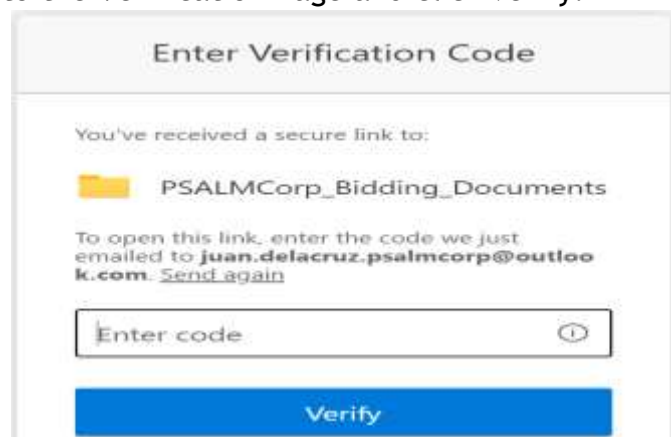 Enter Verification Code
You've received a secure link to:
PSALMCorp_Bidding_Documents
To open this link, enter the code we just
emailed to juan.delacruz.psalmcorp@outloo
k.com. Send again
Enter code
Verify